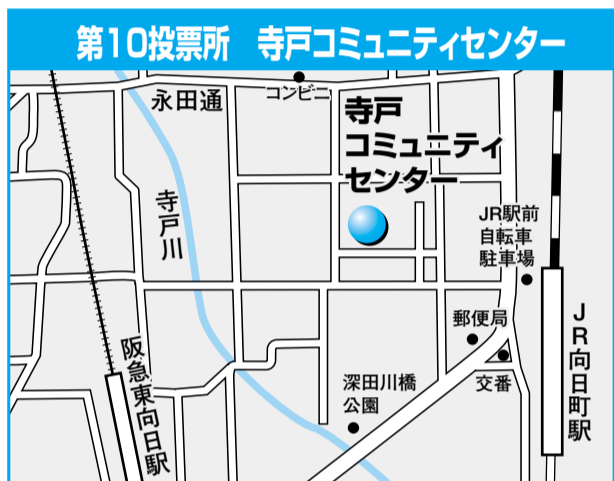 第10投票所 寺戸コミュニティセンター
コンビニ
永田通
寺戸
コミュニティ
センター
寺戸川
JR駅前
自転車
駐車場
郵便局
交番
JR向日町駅
阪急東向日駅
深田川橋
公園